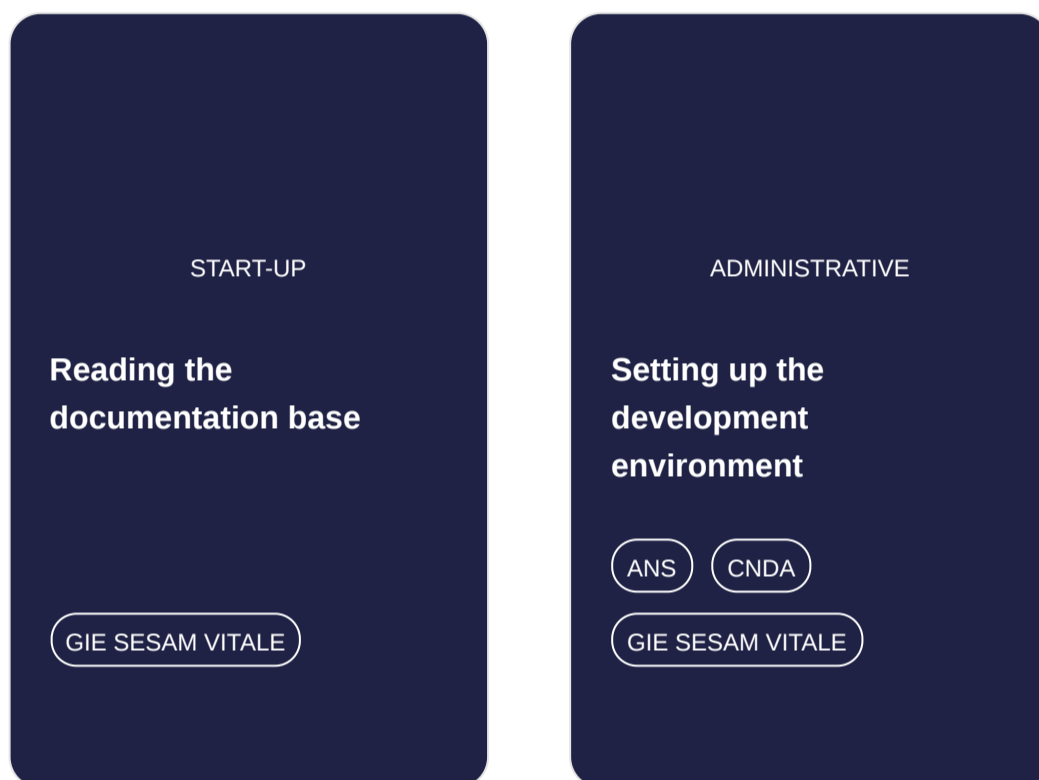 START-UP
Reading the
documentation base
GIE SESAM VITALE
ADMINISTRATIVE
Setting up the
development
environment
ANS
CNDA
GIE SESAM VITALE